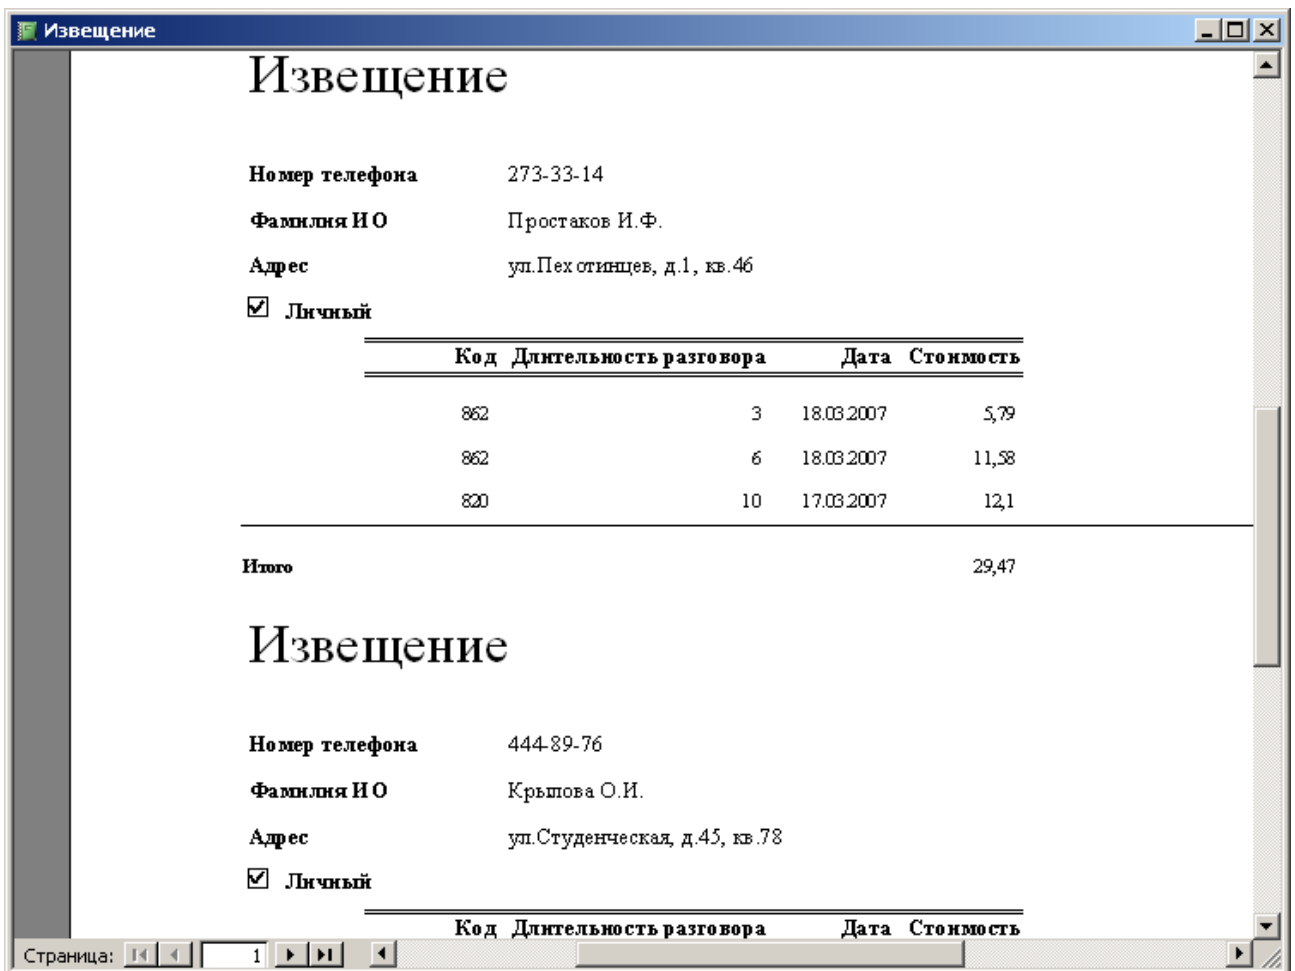 Извещение
Извещение
Номер телефона 273-33-14
Фамилия И О Простаков И.Ф.
Адрес ул.Пехотинцев, д.1, кв.46
Личный
Код Длительность разговора Дата Стоимость
862 3 18.03.2007 5,79
862 6 18.03.2007 11,58
820 10 17.03.2007 12,1
Итого 29,47
Извещение
Номер телефона 444-89-76
Фамилия И О Крылова О.И.
Адрес ул.Студенческая, д.45, кв.78
Личный
Код Длительность разговора Дата Стоимость
Страница: 1